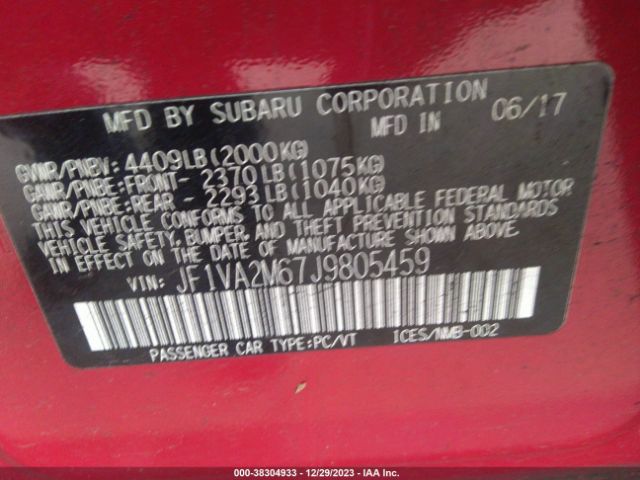 MFD BY SUBARU CORPORATION
MFD IN 06/17
GVWR/PNBV: 4409LB(2000KG)
GAWR/PNBE:FRONT- 2370LB(1075KG)
GAWR/PNBE:REAR - 2293LB(1040KG)
THIS VEHICLE CONFORMS TO ALL APPLICABLE FEDERAL MOTOR
VEHICLE SAFETY, BUMPER, AND THEFT PREVENTION STANDARDS
IN EFFECT ON THE DATE OF MANUFACTURE SHOWN ABOVE.
VIN: JF1VA2M67J9805459
PASSENGER CAR TYPE:PC/VT ICES/NMB-002
000-38304933 - 12/29/2023 - IAA Inc.